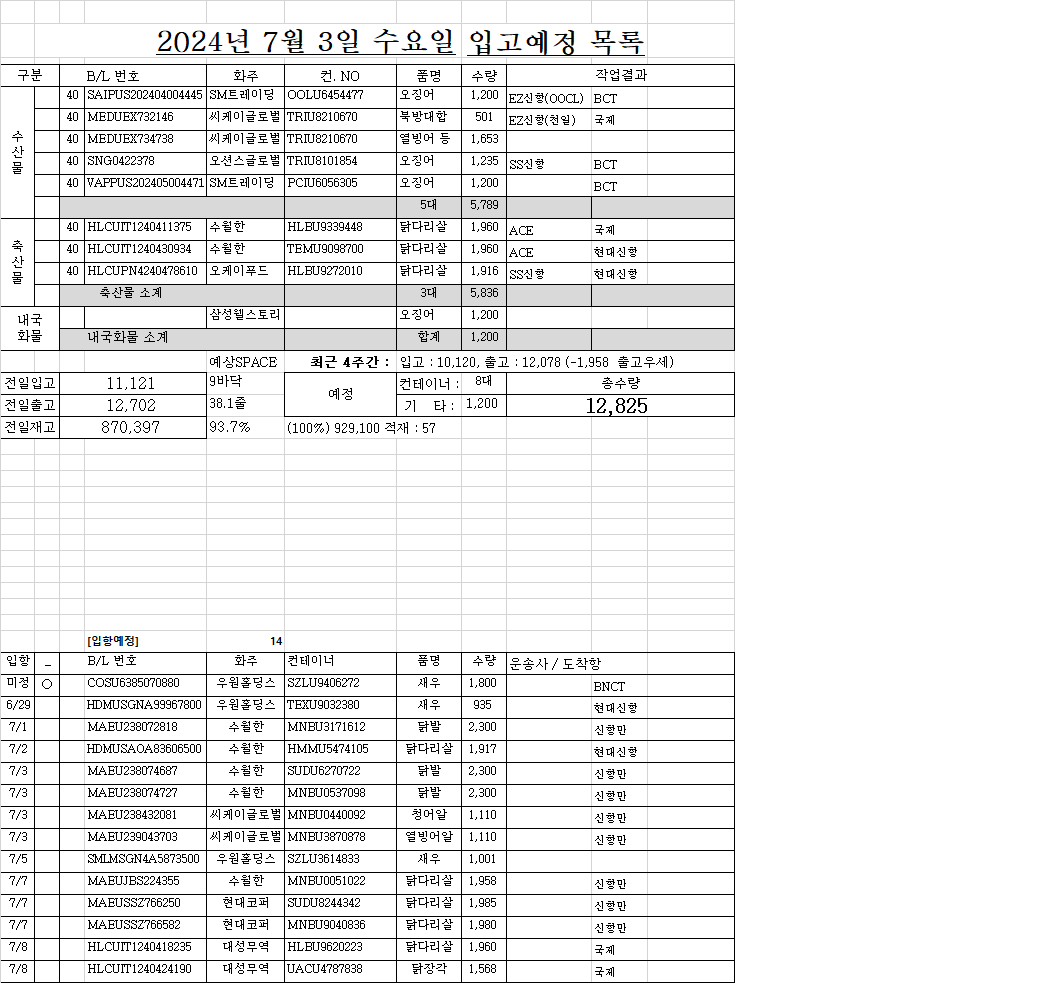 2024년 7월 3일 수요일 입고예정 목록
구분 B/L 번호 화주 컨. NO 품명 수량 작업결과
수산물
40 SAIPUS202404004445 SM트레이딩 OOLU6454477 오징어 1,200 EZ신항(OOCL) BCT
40 MEDUEX732146 씨케이글로벌 TRIU8210670 북방대합 501 EZ신항(천일) 국제
40 MEDUEX734738 씨케이글로벌 TRIU8210670 열빙어 등 1,653
40 SNG0422378 오션스글로벌 TRIU8101854 오징어 1,235 SS신항 BCT
40 VAPPUS202405004471 SM트레이딩 PCIU6056305 오징어 1,200 BCT
5대 5,789
축산물
40 HLCUIT1240411375 수월한 HLBU9339448 닭다리살 1,960 ACE 국제
40 HLCUIT1240430934 수월한 TEMU9098700 닭다리살 1,960 ACE 현대신항
40 HLCUPN4240478610 오케이푸드 HLBU9272010 닭다리살 1,916 SS신항 현대신항
축산물 소계 3대 5,836
내국화물
삼성웰스토리 오징어 1,200
내국화물 소계 합계 1,200
예상SPACE 최근 4주간 : 입고 : 10,120, 출고 : 12,078 (-1,958 출고우세)
전일입고 11,121 9바닥 예정 컨테이너 : 8대 총수량
전일출고 12,702 38.1줄 기 타 : 1,200 12,825
전일재고 870,397 93.7% (100%) 929,100 적재 : 57
[입항예정] 14
입항 _ B/L 번호 화주 컨테이너 품명 수량 운송사 / 도착항
미정 ○ COSU6385070880 우원홀딩스 SZLU9406272 새우 1,800 BNCT
6/29 HDMUSGNA99967800 우원홀딩스 TEXU9032380 새우 935 현대신항
7/1 MAEU238072818 수월한 MNBU3171612 닭발 2,300 신항만
7/2 HDMUSAOA83606500 수월한 HMMU5474105 닭다리살 1,917 현대신항
7/3 MAEU238074687 수월한 SUDU6270722 닭발 2,300 신항만
7/3 MAEU238074727 수월한 MNBU0537098 닭발 2,300 신항만
7/3 MAEU238432081 씨케이글로벌 MNBU0440092 청어알 1,110 신항만
7/3 MAEU239043703 씨케이글로벌 MNBU3870878 열빙어알 1,110 신항만
7/5 SMLMSGN4A5873500 우원홀딩스 SZLU3614833 새우 1,001
7/7 MAEUJBS224355 수월한 MNBU0051022 닭다리살 1,958 신항만
7/7 MAEUSSZ766250 현대코퍼 SUDU8244342 닭다리살 1,985 신항만
7/7 MAEUSSZ766582 현대코퍼 MNBU9040836 닭다리살 1,980 신항만
7/8 HLCUIT1240418235 대성무역 HLBU9620223 닭다리살 1,960 국제
7/8 HLCUIT1240424190 대성무역 UACU4787838 닭장각 1,568 국제